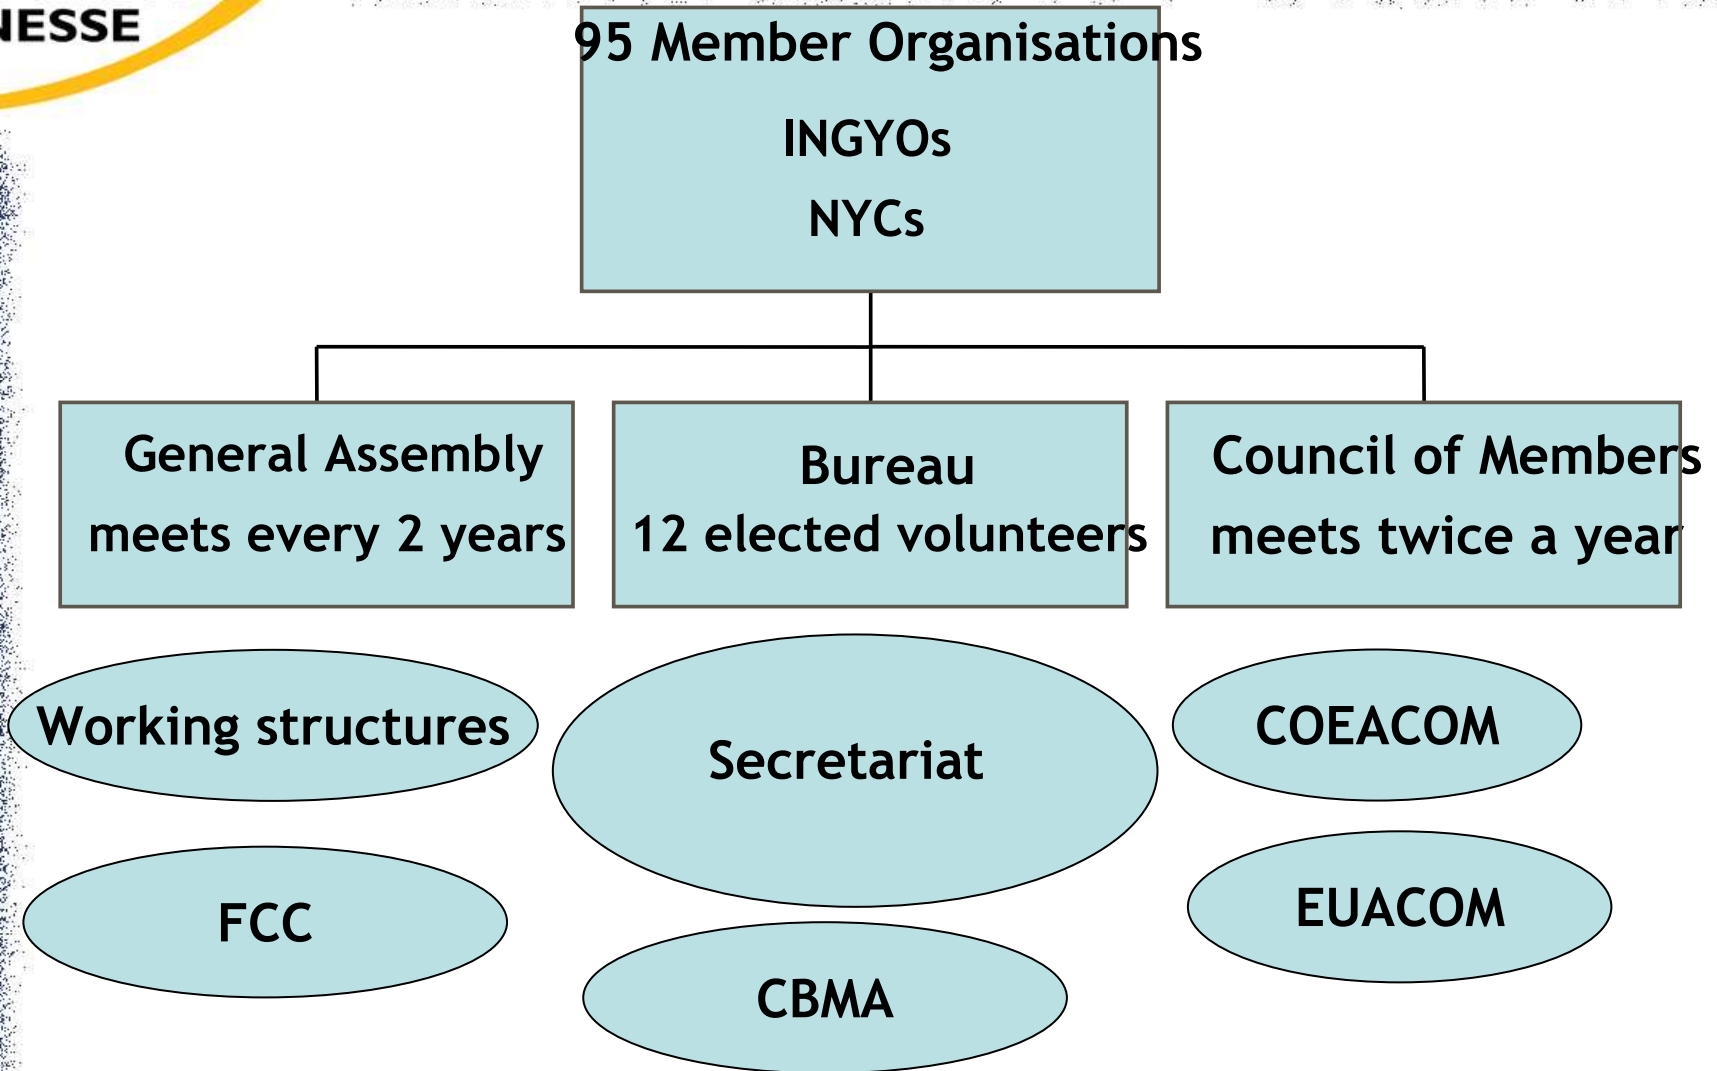 NESSE
95 Member Organisations
INGYOs
NYCs
General Assembly
meets every 2 years
Bureau
12 elected volunteers
Council of Members
meets twice a year
Working structures
Secretariat
COEACOM
FCC
EUACOM
CBMA